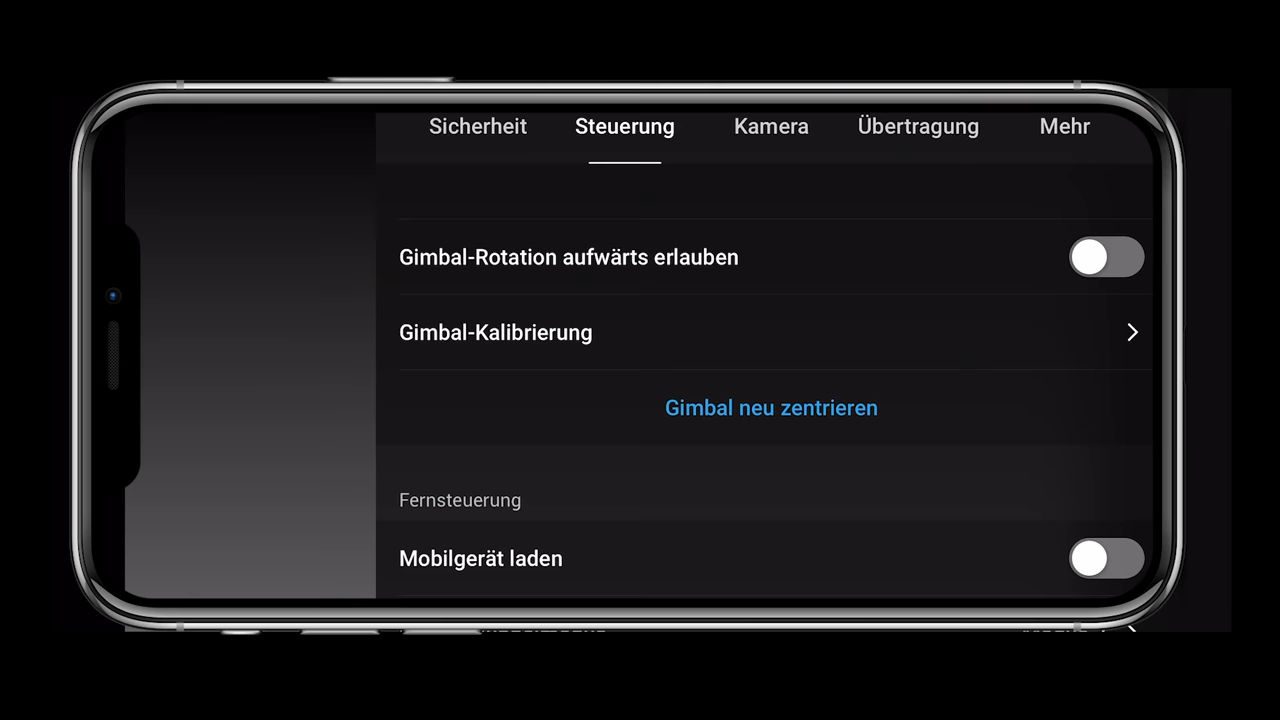 Sicherheit Steuerung Kamera Übertragung Mehr
Gimbal-Rotation aufwärts erlauben
Gimbal-Kalibrierung
Gimbal neu zentrieren
Fernsteuerung
Mobilgerät laden